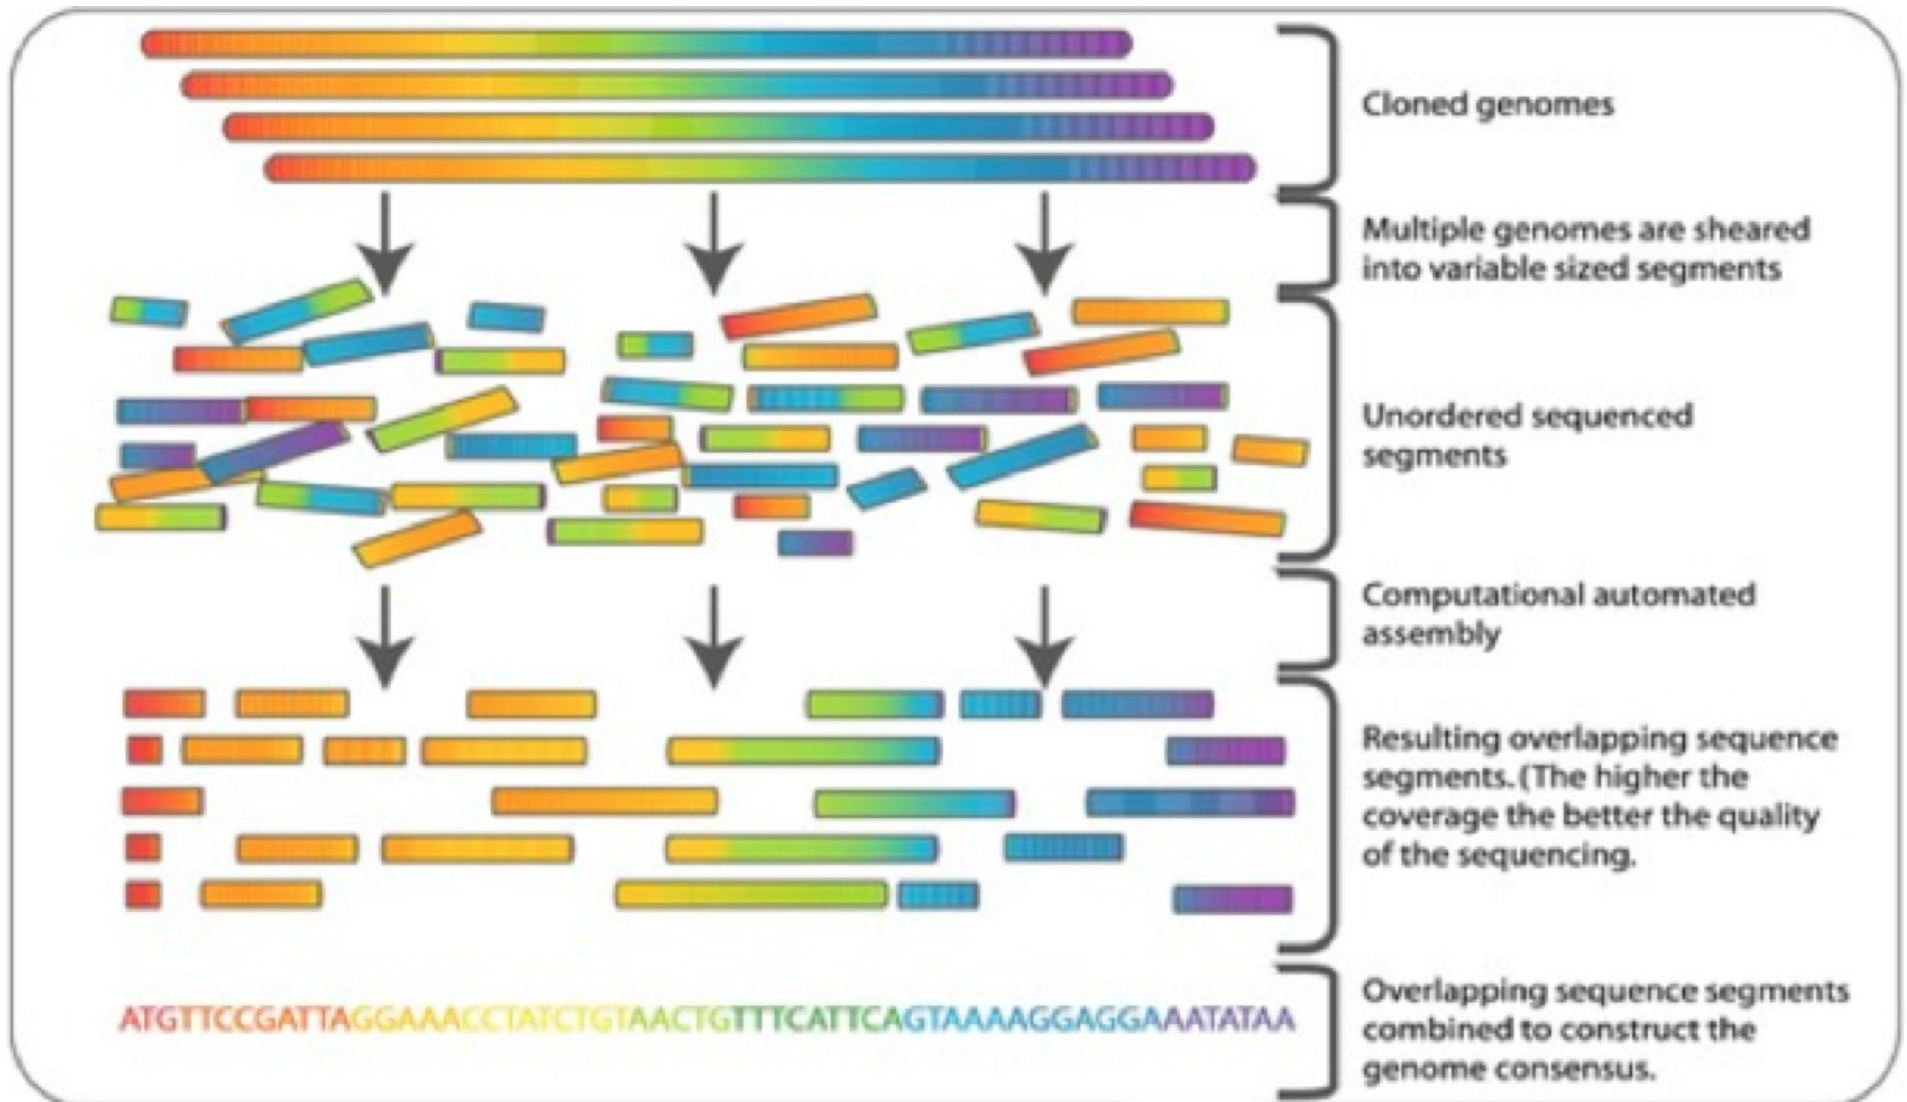 Cloned genomes
Multiple genomes are sheared
into variable sized segments
Unordered sequenced
segments
Computational automated
assembly
Resulting overlapping sequence
segments. (The higher the
coverage the better the quality
of the sequencing.
ATGTTCCGATTAGGAAACCTATCTGTAACTGTTTCATTCAGTAAAAGGAGGAAATATAA
Overlapping sequence segments
combined to construct the
genome consensus.